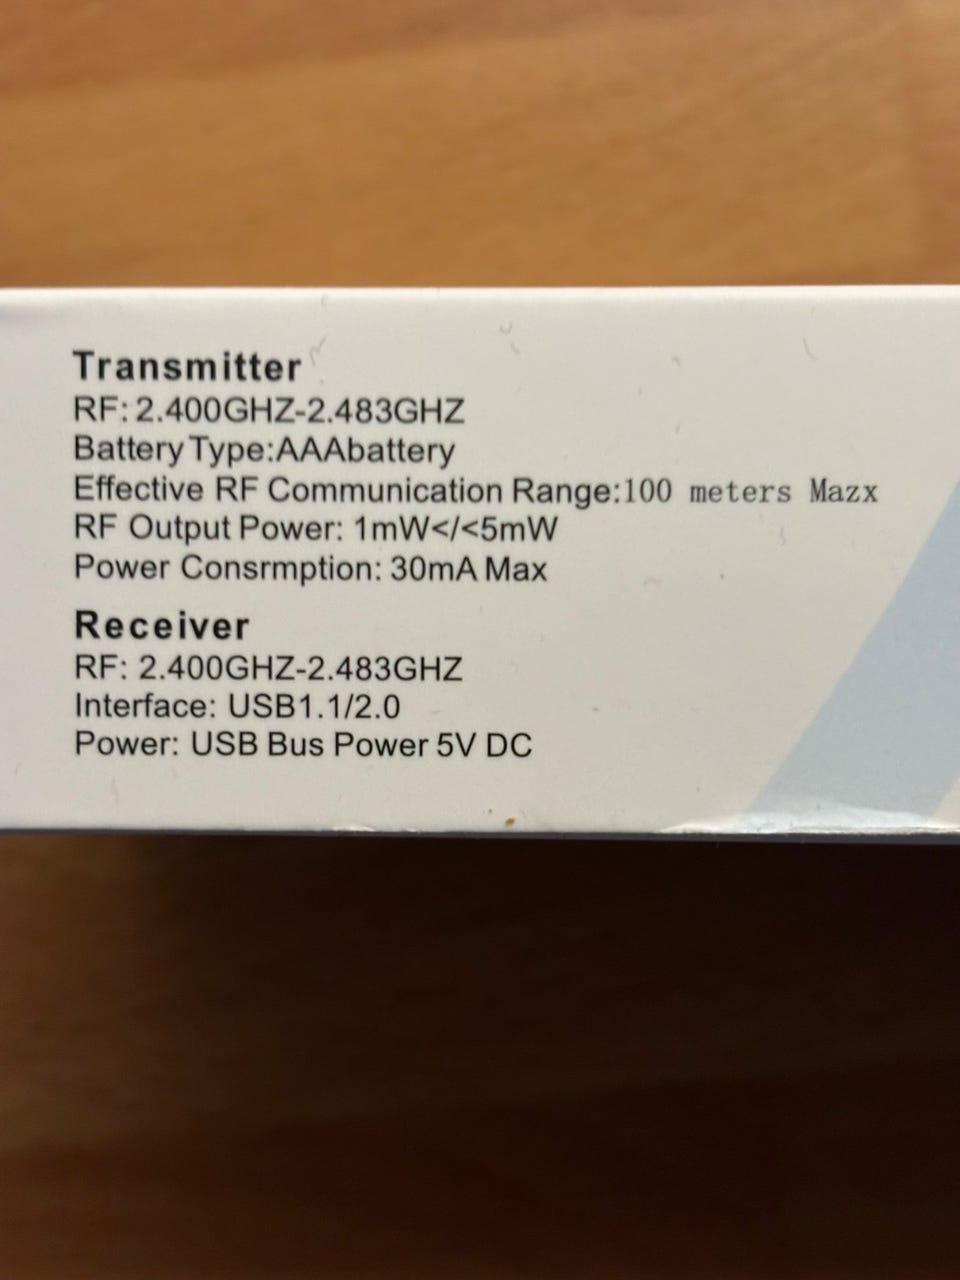 Transmitter
RF: 2.400GHZ-2.483GHZ
Battery Type:AAAbattery
Effective RF Communication Range:100 meters Mazx
RF Output Power: 1mW</<5mW
Power Consrmption: 30mA Max
Receiver
RF: 2.400GHZ-2.483GHZ
Interface: USB1.1/2.0
Power: USB Bus Power 5V DC